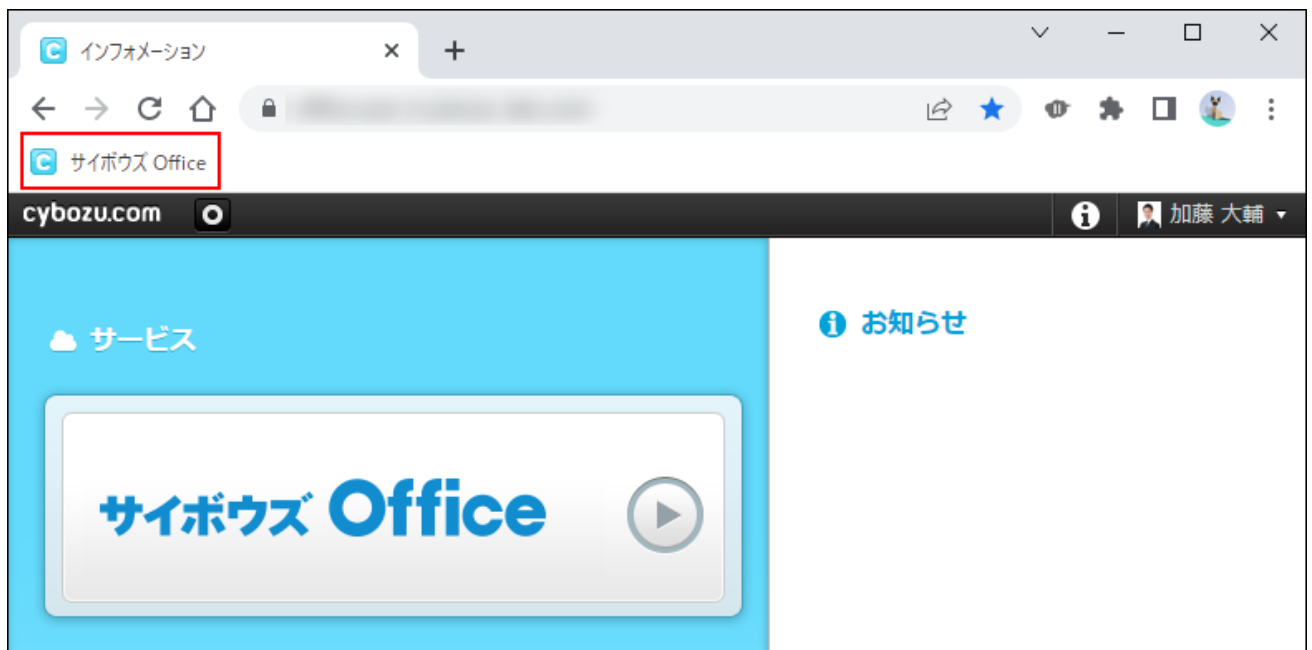 インフォメーション
サイボウズ Office
cybozu.com
加藤 大輔
サービス
お知らせ
サイボウズ Office